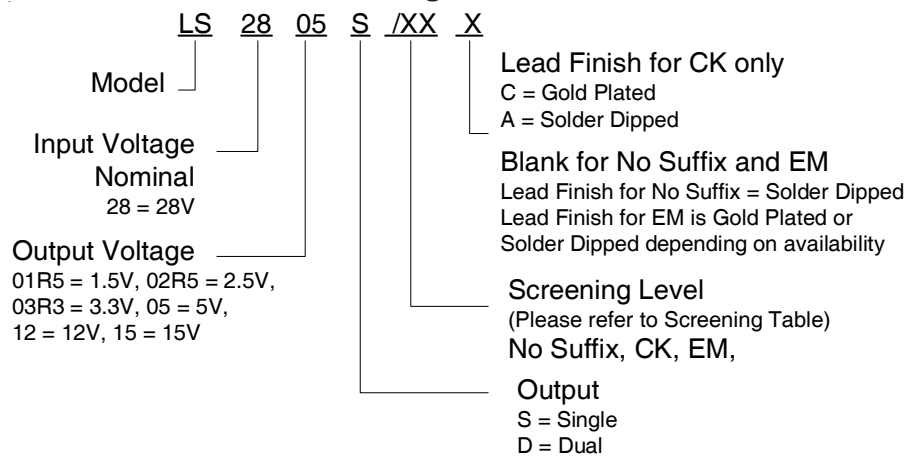 LS 28 05 S /XX X
Model
Input Voltage
Nominal
28 = 28V
Output Voltage
01R5 = 1.5V, 02R5 = 2.5V,
03R3 = 3.3V, 05 = 5V,
12 = 12V, 15 = 15V
Lead Finish for CK only
C = Gold Plated
A = Solder Dipped
Blank for No Suffix and EM
Lead Finish for No Suffix = Solder Dipped
Lead Finish for EM is Gold Plated or
Solder Dipped depending on availability
Screening Level
(Please refer to Screening Table)
No Suffix, CK, EM,
Output
S = Single
D = Dual